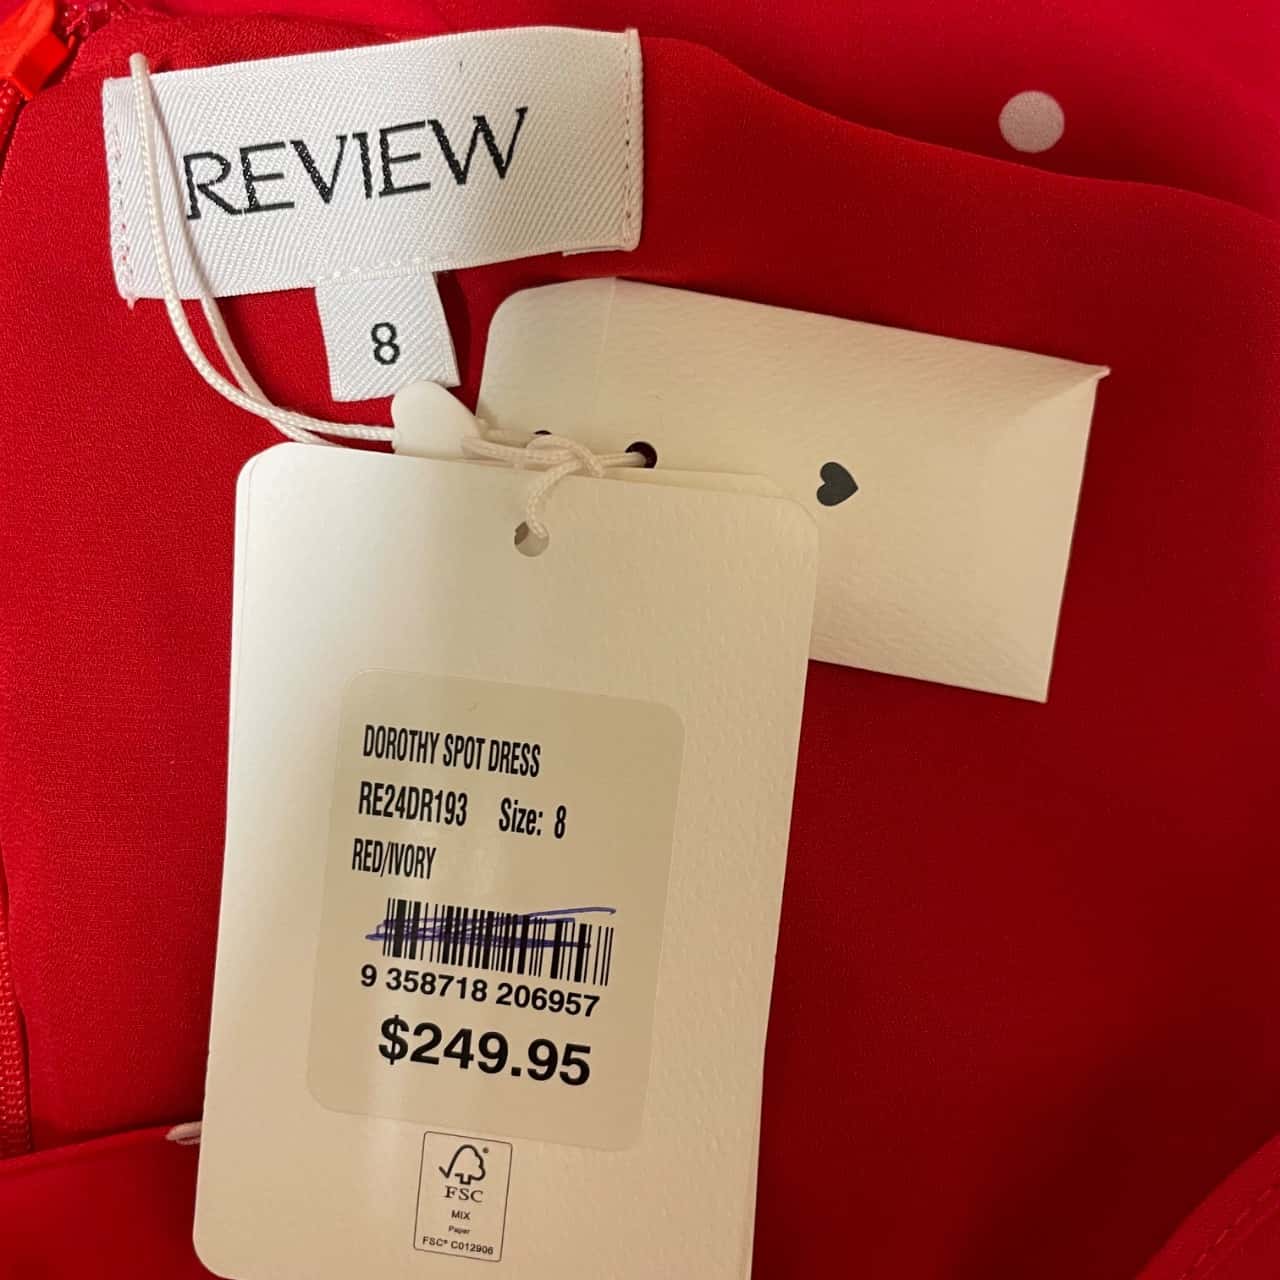 REVIEW
8
DOROTHY SPOT DRESS
RE24DR193 Size: 8
RED/IVORY
9 358718 206957
$249.95
FSC
MIX
Paper
FSC® C012906